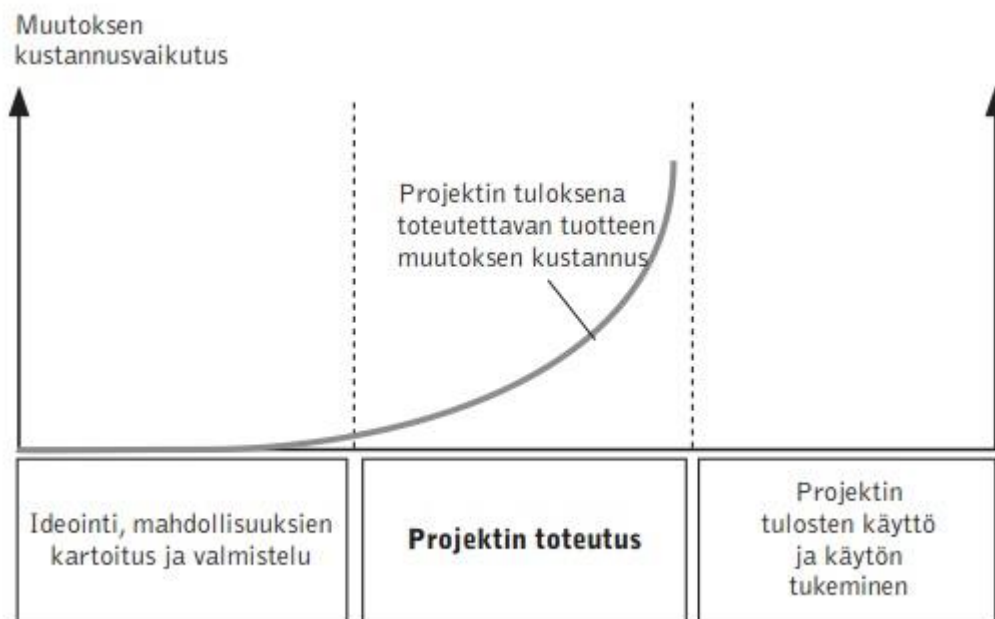 Muutoksen
kustannusvaikutus
Projektin tuloksena
toteutettavan tuotteen
muutoksen kustannus
Ideointi, mahdollisuuksien
kartoitus ja valmistelu
Projektin toteutus
Projektin
tulosten käyttö
ja käytön
tukeminen